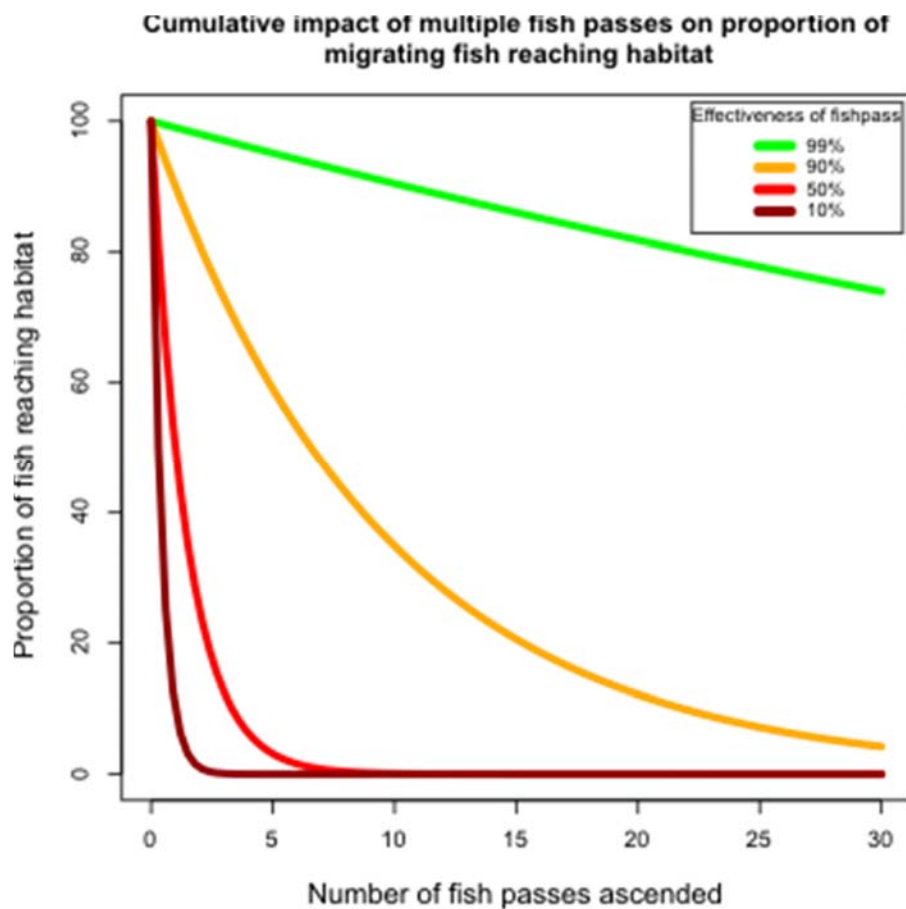 Cumulative impact of multiple fish passes on proportion of
migrating fish reaching habitat
Effectiveness of fishpass
99%
90%
50%
10%
Proportion of fish reaching habitat
100
80
60
40
20
0
0 5 10 15 20 25 30
Number of fish passes ascended